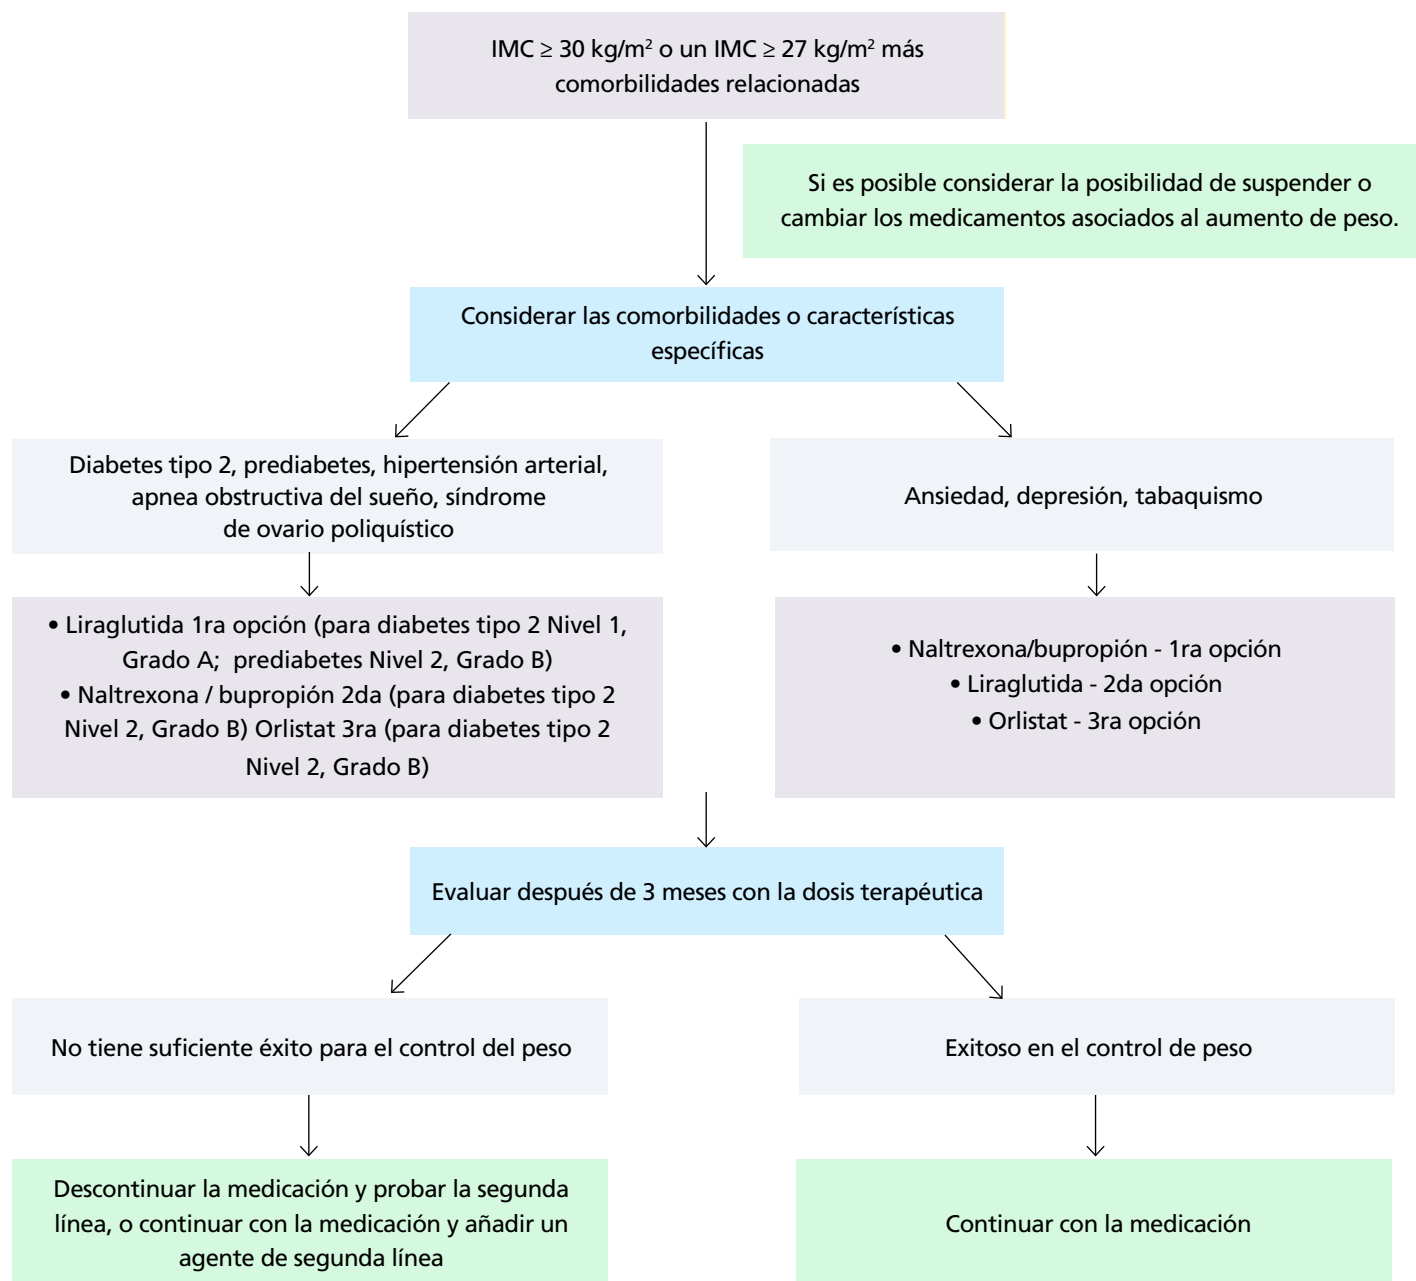 IMC ≥ 30 kg/m² o un IMC ≥ 27 kg/m² más
comorbilidades relacionadas
Si es posible considerar la posibilidad de suspender o
cambiar los medicamentos asociados al aumento de peso.
Considerar las comorbilidades o características
específicas
Diabetes tipo 2, prediabetes, hipertensión arterial,
apnea obstructiva del sueño, síndrome
de ovario poliquístico
Ansiedad, depresión, tabaquismo
• Liraglutida 1ra opción (para diabetes tipo 2 Nivel 1,
Grado A; prediabetes Nivel 2, Grado B)
• Naltrexona / bupropión 2da (para diabetes tipo 2
Nivel 2, Grado B) Orlistat 3ra (para diabetes tipo 2
Nivel 2, Grado B)
• Naltrexona/bupropión - 1ra opción
• Liraglutida - 2da opción
• Orlistat - 3ra opción
Evaluar después de 3 meses con la dosis terapéutica
No tiene suficiente éxito para el control del peso
Exitoso en el control de peso
Descontinuar la medicación y probar la segunda
línea, o continuar con la medicación y añadir un
agente de segunda línea
Continuar con la medicación